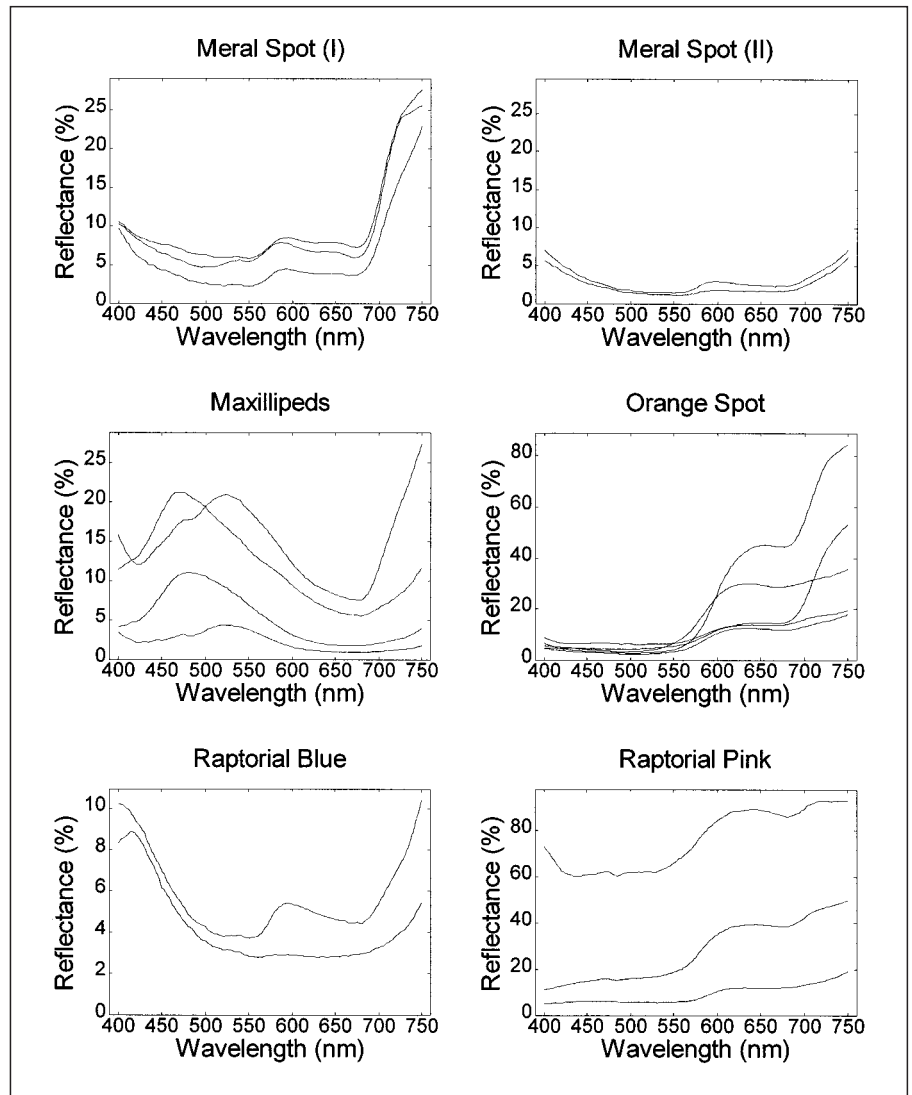 Meral Spot (I)
Reflectance (%)
25
20
15
10
5
0
400 450 500 550 600 650 700 750
Wavelength (nm)
Meral Spot (II)
Reflectance (%)
25
20
15
10
5
0
400 450 500 550 600 650 700 750
Wavelength (nm)
Maxillipeds
Reflectance (%)
25
20
15
10
5
0
400 450 500 550 600 650 700 750
Wavelength (nm)
Orange Spot
Reflectance (%)
80
60
40
20
0
400 450 500 550 600 650 700 750
Wavelength (nm)
Raptorial Blue
Reflectance (%)
10
8
6
4
2
0
400 450 500 550 600 650 700 750
Wavelength (nm)
Raptorial Pink
Reflectance (%)
80
60
40
20
0
400 450 500 550 600 650 700 750
Wavelength (nm)